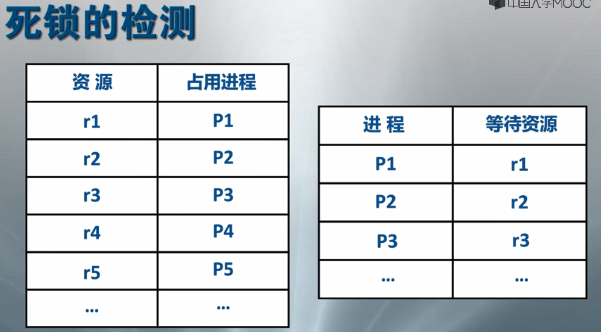 中国大学MOOC
死锁的检测
资 源 占用进程
r1 P1
r2 P2
r3 P3
r4 P4
r5 P5
... ...
进 程 等待资源
P1 r1
P2 r2
P3 r3
... ...